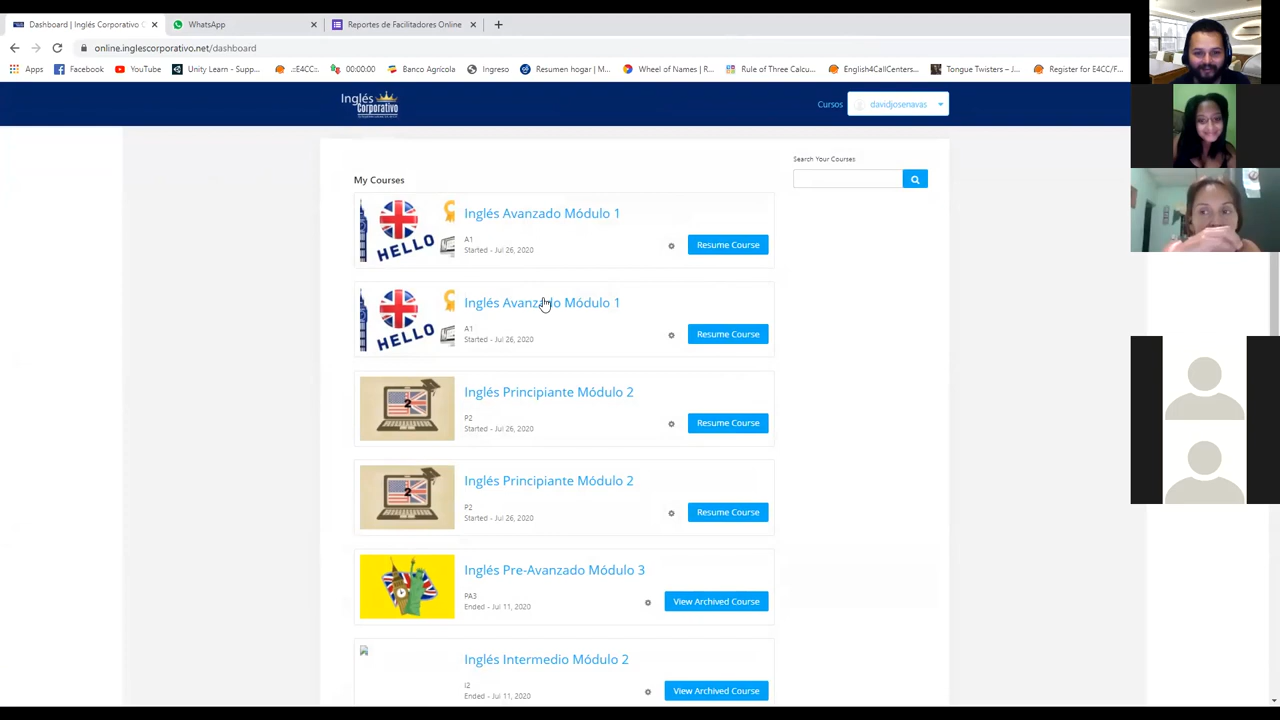 Dashboard | Inglés Corporativo
WhatsApp
Reportes de Facilitadores Online
online.inglescorporativo.net/dashboard
Apps
Facebook
YouTube
Unity Learn - Supp...
.::E4CC:.
00:00:00
Banco Agrícola
Ingreso
Resumen hogar | M...
Wheel of Names | R...
Rule of Three Calcu...
English4CallCenters...
Tongue Twisters – J...
Register for E4CC/F...
Inglés
Corporativo
Cursos
davidjosenavas
Search Your Courses
My Courses
HELLO
Inglés Avanzado Módulo 1
A1
Started - Jul 26, 2020
Resume Course
HELLO
Inglés Avanzado Módulo 1
A1
Started - Jul 26, 2020
Resume Course
2
Inglés Principiante Módulo 2
P2
Started - Jul 26, 2020
Resume Course
2
Inglés Principiante Módulo 2
P2
Started - Jul 26, 2020
Resume Course
Inglés Pre-Avanzado Módulo 3
PA3
Ended - Jul 11, 2020
View Archived Course
Inglés Intermedio Módulo 2
I2
Ended - Jul 11, 2020
View Archived Course